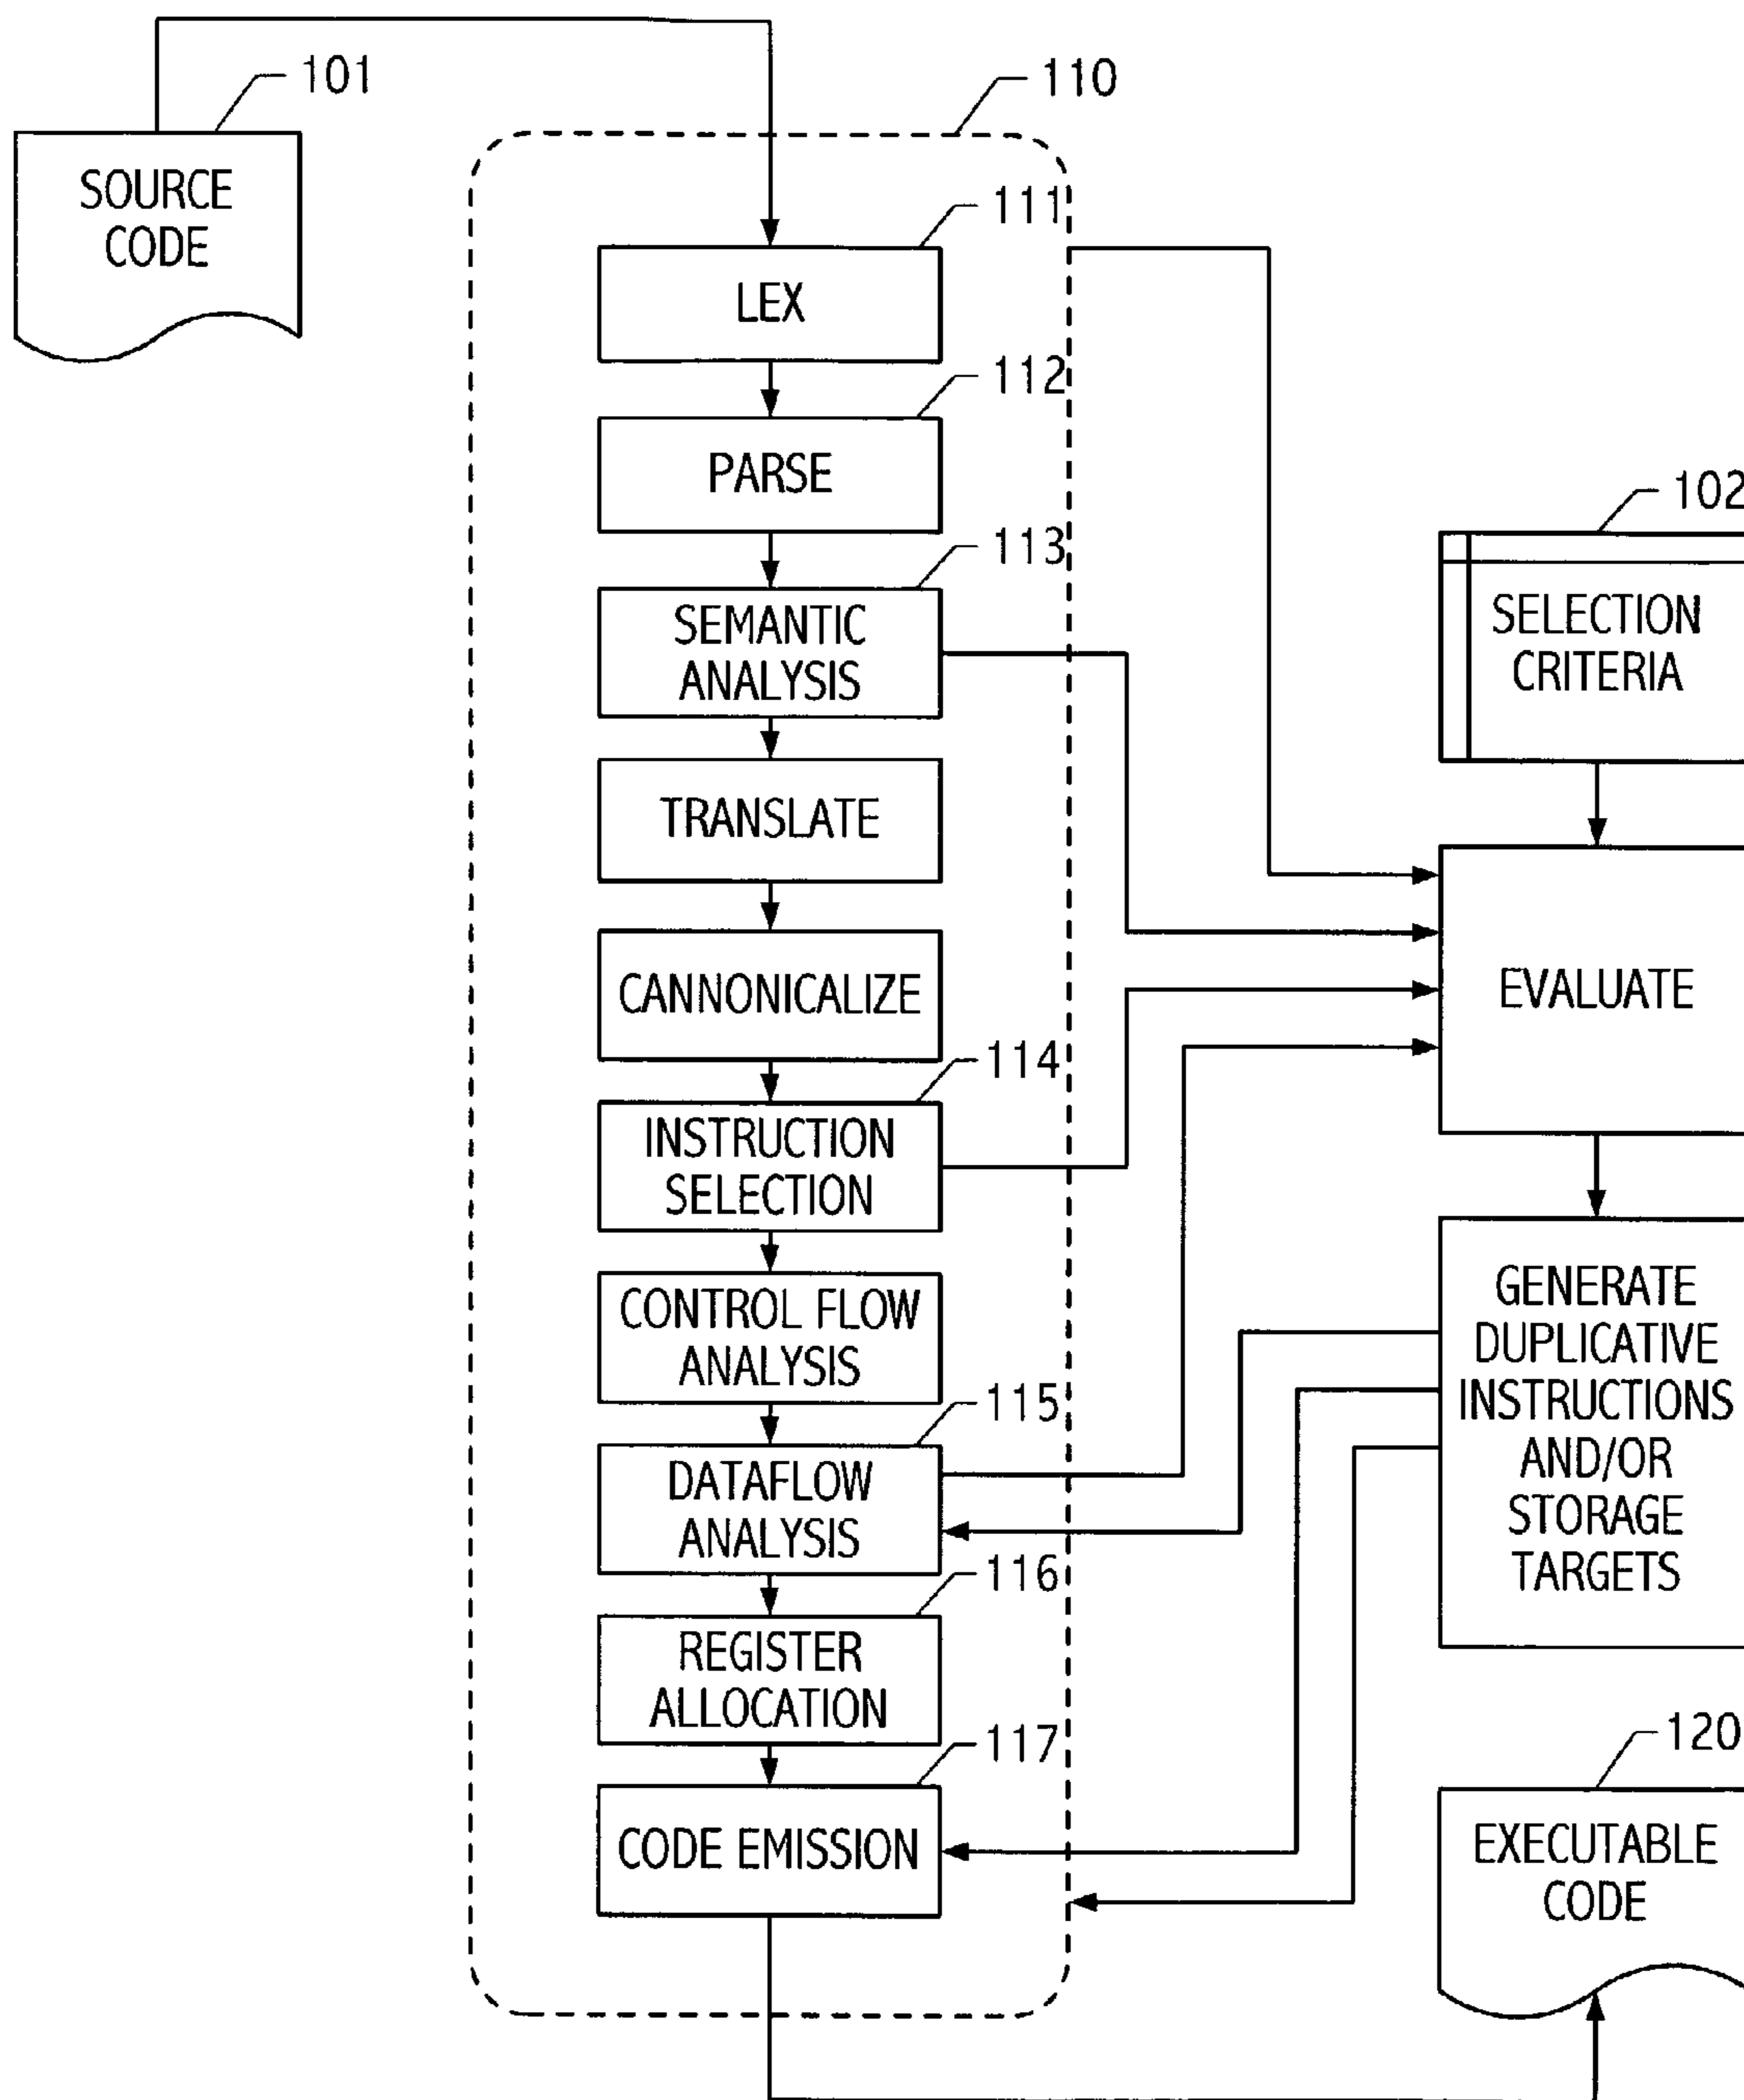 101
SOURCE
CODE
110
111
LEX
112
PARSE
113
SEMANTIC
ANALYSIS
TRANSLATE
CANNONICALIZE
114
INSTRUCTION
SELECTION
CONTROL FLOW
ANALYSIS
115
DATAFLOW
ANALYSIS
116
REGISTER
ALLOCATION
117
CODE EMISSION
102
SELECTION
CRITERIA
EVALUATE
GENERATE
DUPLICATIVE
INSTRUCTIONS
AND/OR
STORAGE
TARGETS
120
EXECUTABLE
CODE